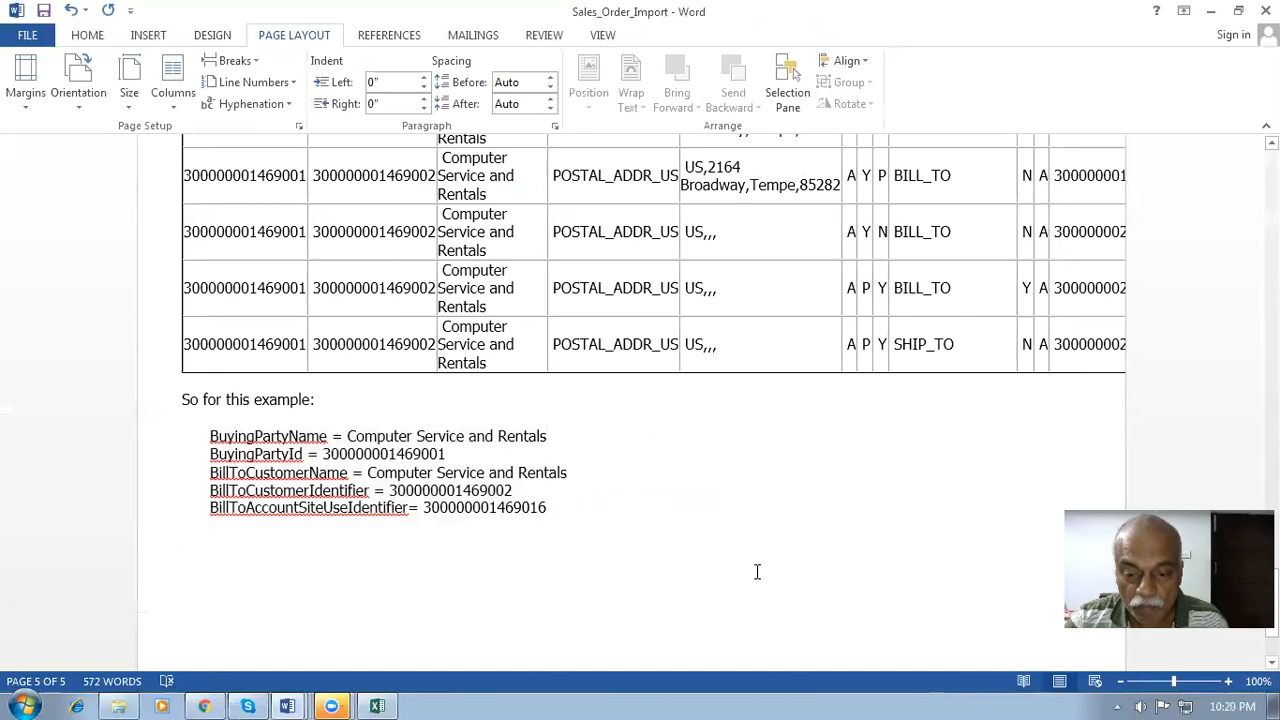 Sales_Order_Import - Word
Sign in
FILE HOME INSERT DESIGN PAGE LAYOUT REFERENCES MAILINGS REVIEW VIEW
Margins
Orientation
Size
Columns
Breaks
Line Numbers
Hyphenation
Page Setup
Indent
Left: 0"
Right: 0"
Spacing
Before: Auto
After: Auto
Paragraph
Position
Wrap Text
Bring Forward
Send Backward
Selection Pane
Align
Group
Rotate
Arrange
Rentals
300000001469001 300000001469002 Computer Service and Rentals POSTAL_ADDR_US US,2164 Broadway,Tempe,85282 A Y P BILL_TO N A 300000001
300000001469001 300000001469002 Computer Service and Rentals POSTAL_ADDR_US US,,, A Y N BILL_TO N A 300000002
300000001469001 300000001469002 Computer Service and Rentals POSTAL_ADDR_US US,,, A P Y BILL_TO Y A 300000002
300000001469001 300000001469002 Computer Service and Rentals POSTAL_ADDR_US US,,, A P Y SHIP_TO N A 300000002
So for this example:
BuyingPartyName = Computer Service and Rentals
BuyingPartyId = 300000001469001
BillToCustomerName = Computer Service and Rentals
BillToCustomerIdentifier = 300000001469002
BillToAccountSiteUseIdentifier= 300000001469016
PAGE 5 OF 5 572 WORDS 100%
10:20 PM